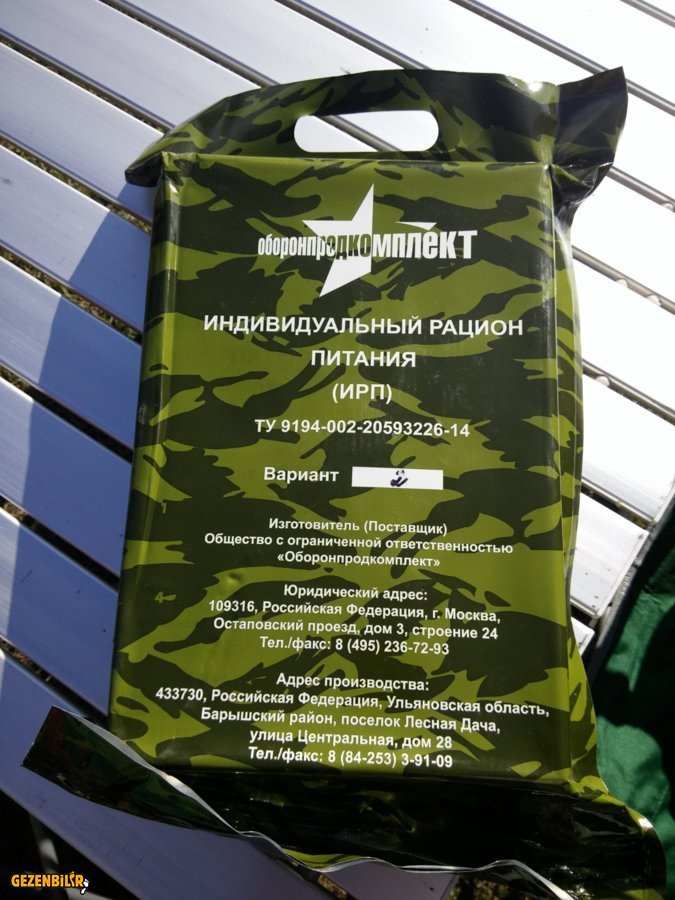 оборонпродкомплект
ИНДИВИДУАЛЬНЫЙ РАЦИОН
ПИТАНИЯ
(ИРП)
ТУ 9194-002-20593226-14
Вариант 2
Изготовитель (Поставщик)
Общество с ограниченной ответственностью
«Оборонпродкомплект»
Юридический адрес:
109316, Российская Федерация, г. Москва,
Остаповский проезд, дом 3, строение 24
Тел./факс: 8 (495) 236-72-93
Адрес производства:
433730, Российская Федерация, Ульяновская область,
Барышский район, поселок Лесная Дача,
улица Центральная, дом 28
Тел./факс: 8 (84-253) 3-91-09
GEZENBİLİR